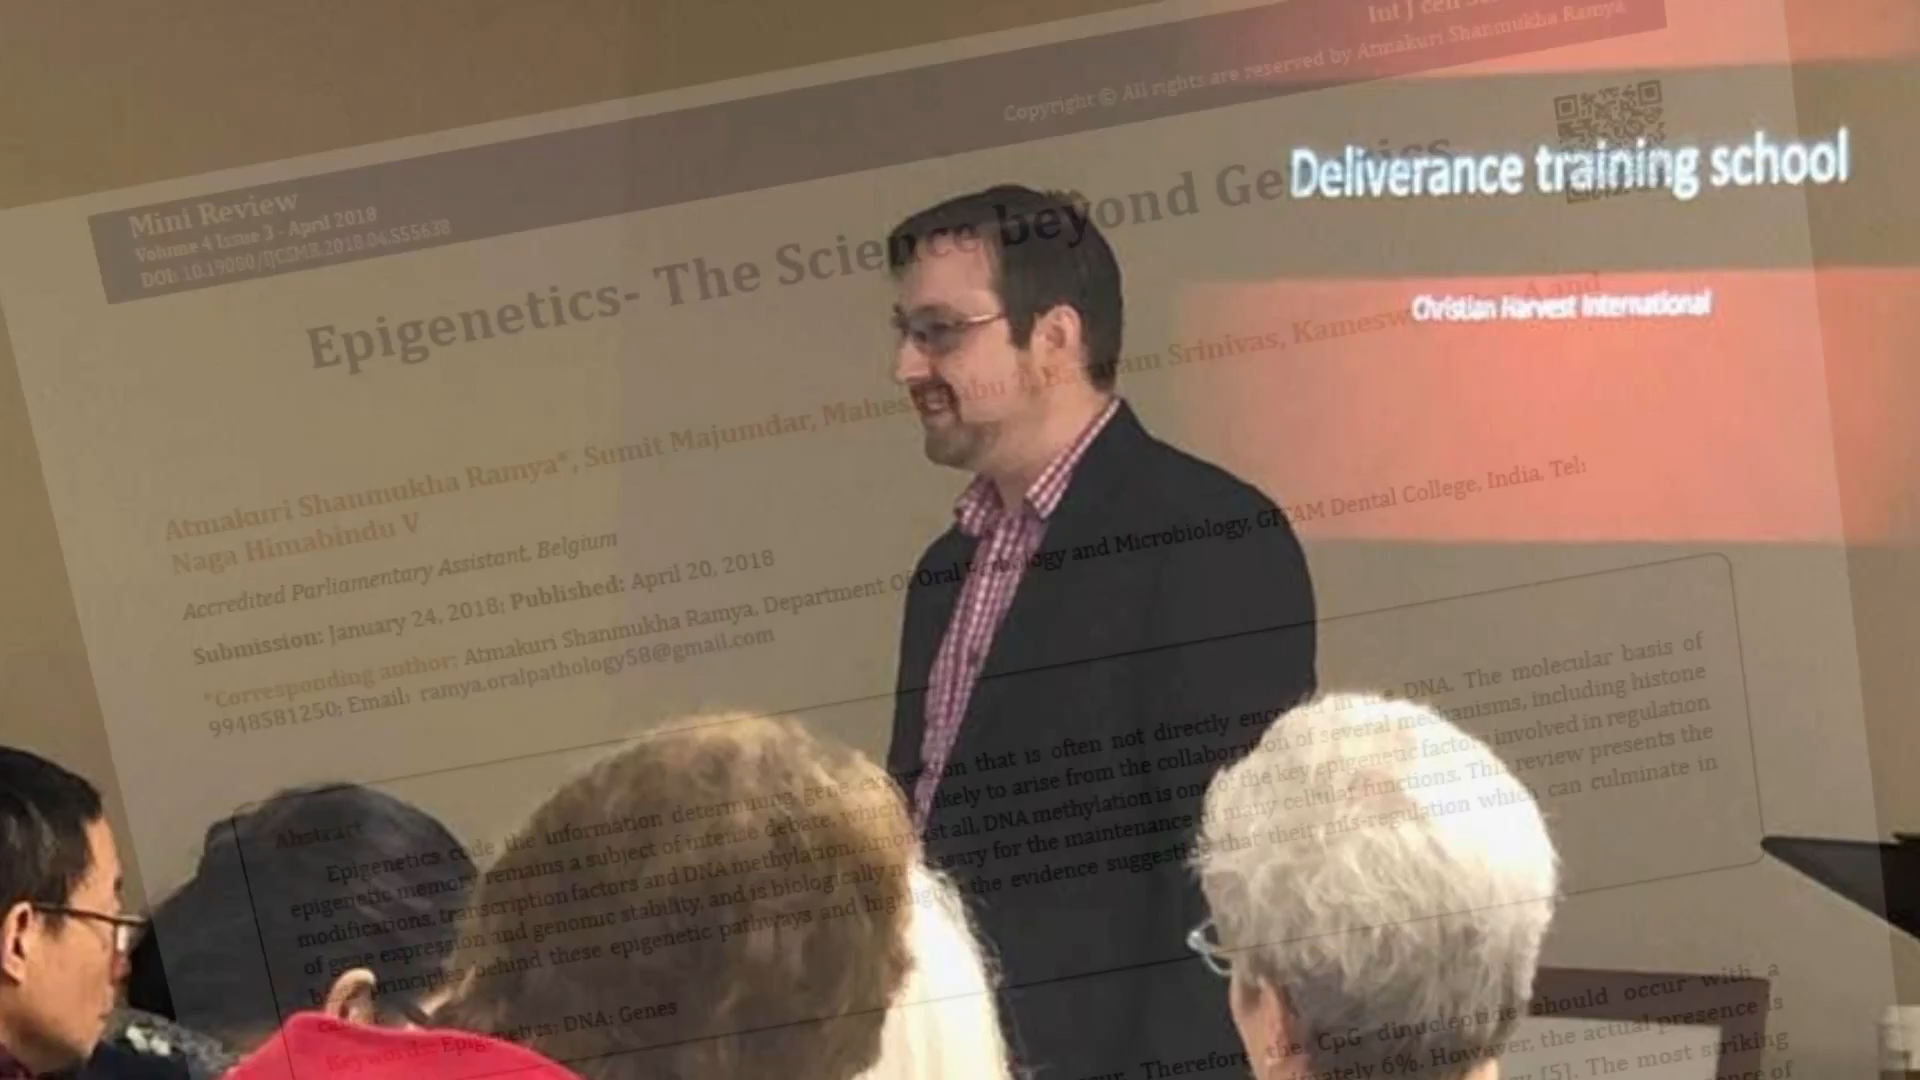 Int J cell
Copyright © All rights are reserved by Atmakuri Shanmukha Ramya
Mini Review
Volume 4 Issue 3 - April 2018
DOI: 10.19080/IJCSMB.2018.04.555638
Deliverance training school
Christian Harvest International
Epigenetics- The Science beyond
Atmakuri Shanmukha Ramya*, Sumit Majumdar, Srinivas, and
Naga Himabindu V
Accredited Parliamentary Assistant, Belgium
Submission: January 24, 2018; Published: April 20, 2018
*Corresponding author: Atmakuri Shanmukha Ramya, Department Of Oral and Microbiology, GITAM Dental College, India, Tel:
9948581250; Email: ramya.oralpathology58@gmail.com
Abstract
Epigenetics code the information determining gene expression that is often not directly encoded in the DNA. The molecular basis of
epigenetic memory remains a subject of intense debate, which likely to arise from the collaboration of several mechanisms, including histone
modifications, transcription factors and DNA methylation. Amongst all, DNA methylation is one of the key epigenetic factors involved in regulation
of gene expression and genomic stability, and is biologically necessary for the maintenance of many cellular functions. This review presents the
principles behind these epigenetic pathways and highlights the evidence suggesting that their mis-regulation which can culminate in
Keywords: Epigenetics; DNA; Genes
Therefore the CpG dinucleotide should occur with a
However, the actual presence is
[5]. The most striking
of